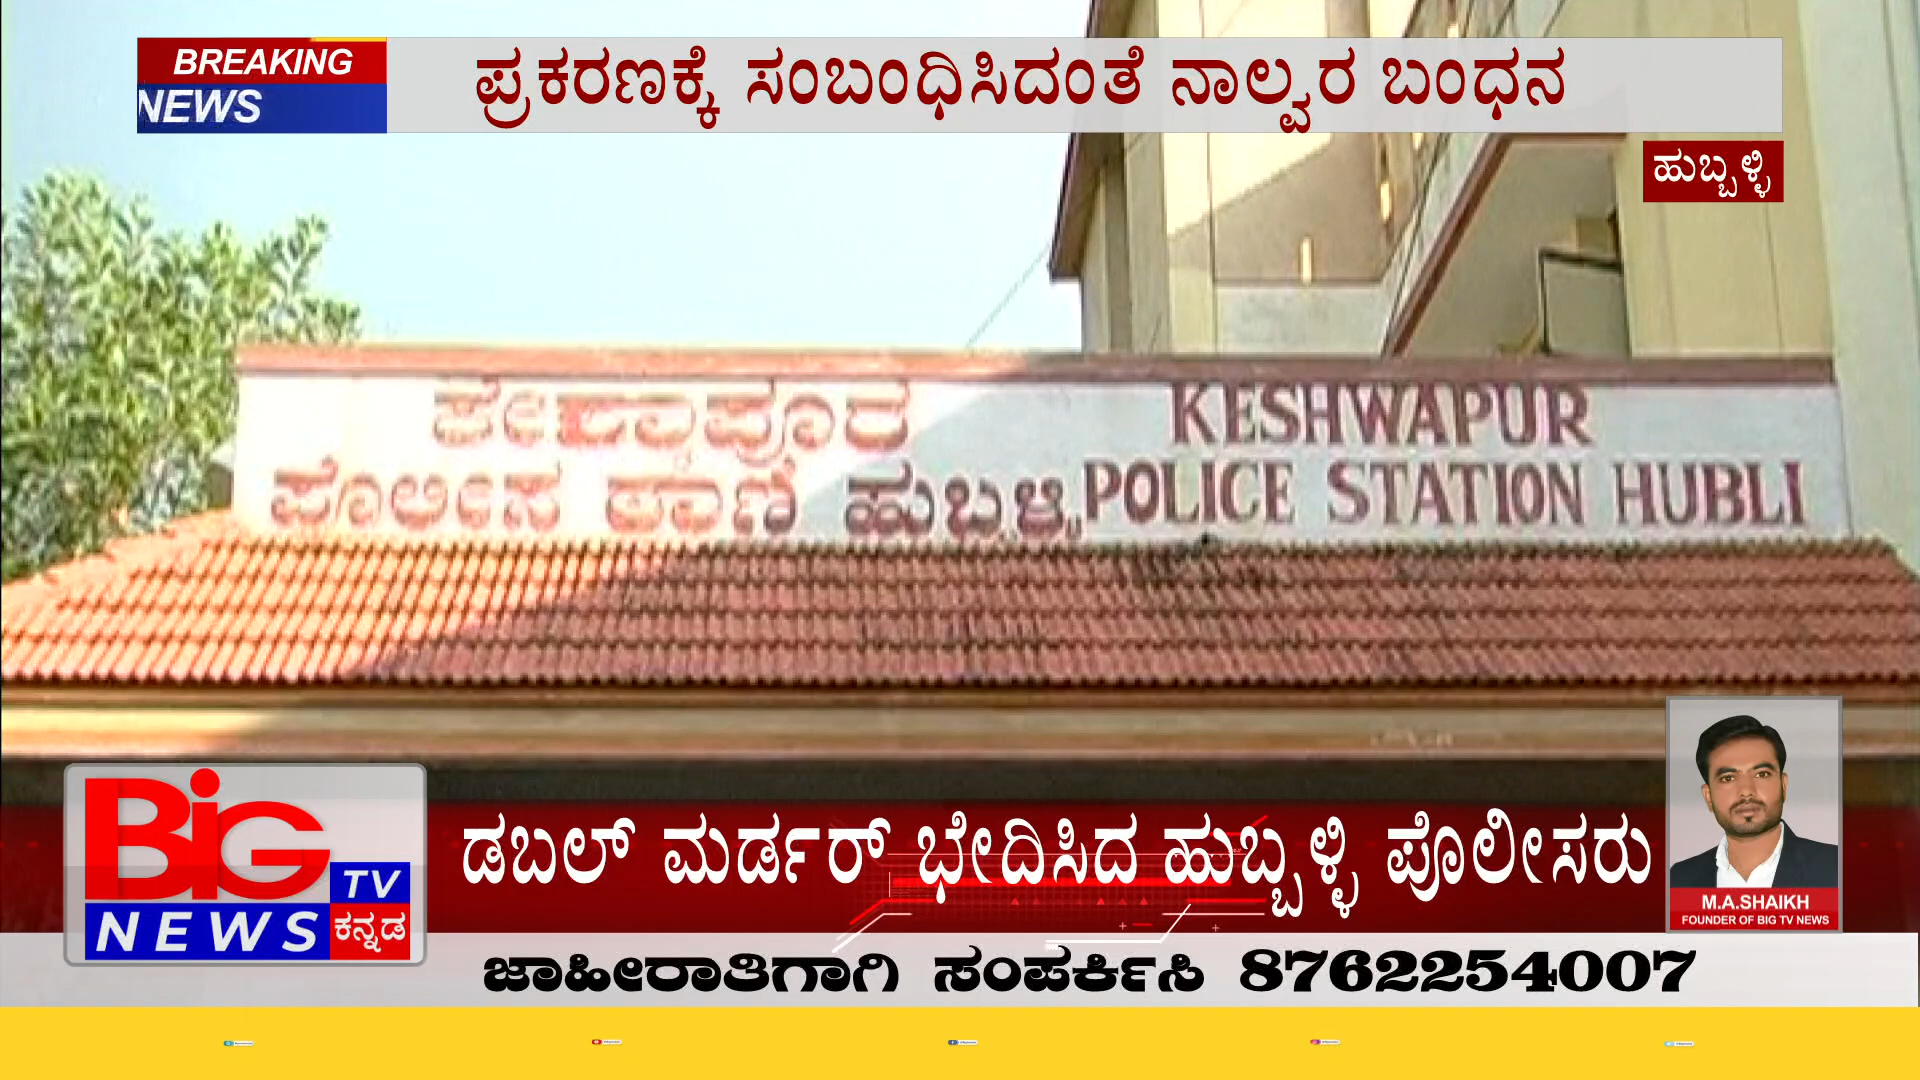 BREAKING
NEWS
ಪ್ರಕರಣಕ್ಕೆ ಸಂಬಂಧಿಸಿದಂತೆ ನಾಲ್ವರ ಬಂಧನ
ಹುಬ್ಬಳ್ಳಿ
KESHWAPUR
POLICE STATION HUBLI
ಹುಬ್ಬಳ್ಳಿ
BiG
TV
NEWS
ಕನ್ನಡ
ಡಬಲ್ ಮರ್ಡರ್ ಭೇದಿಸಿದ ಹುಬ್ಬಳ್ಳಿ ಪೊಲೀಸರು
M.A.SHAIKH
FOUNDER OF BIG TV NEWS
ಜಾಹೀರಾತಿಗಾಗಿ ಸಂಪರ್ಕಿಸಿ 8762254007